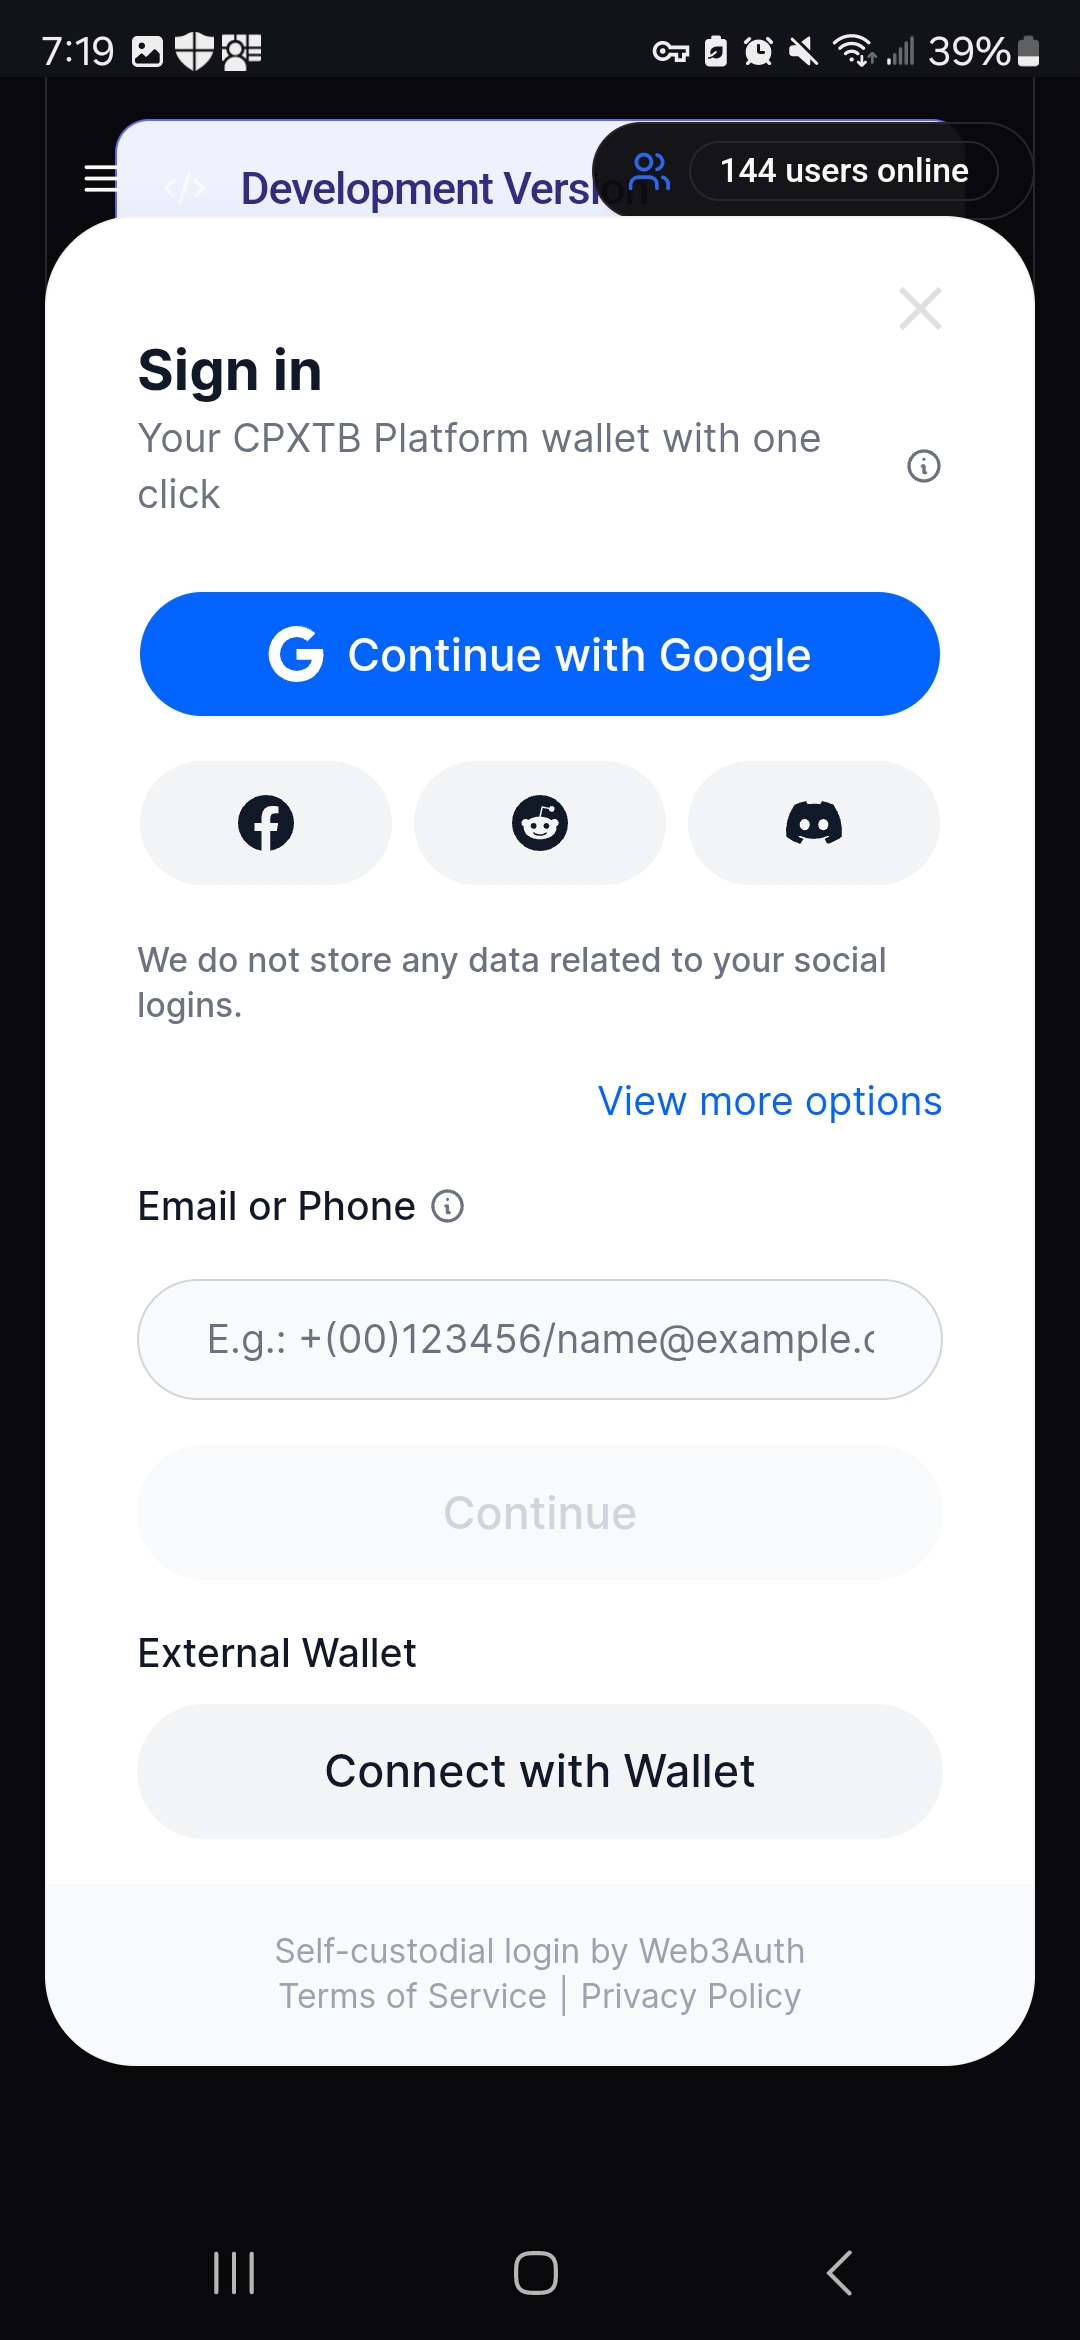 7:19
39%
Development Version
144 users online
Sign in
Your CPXTB Platform wallet with one
click
Continue with Google
We do not store any data related to your social
logins.
View more options
Email or Phone
E.g.: +(00)123456/name@example.c
Continue
External Wallet
Connect with Wallet
Self-custodial login by Web3Auth
Terms of Service | Privacy Policy